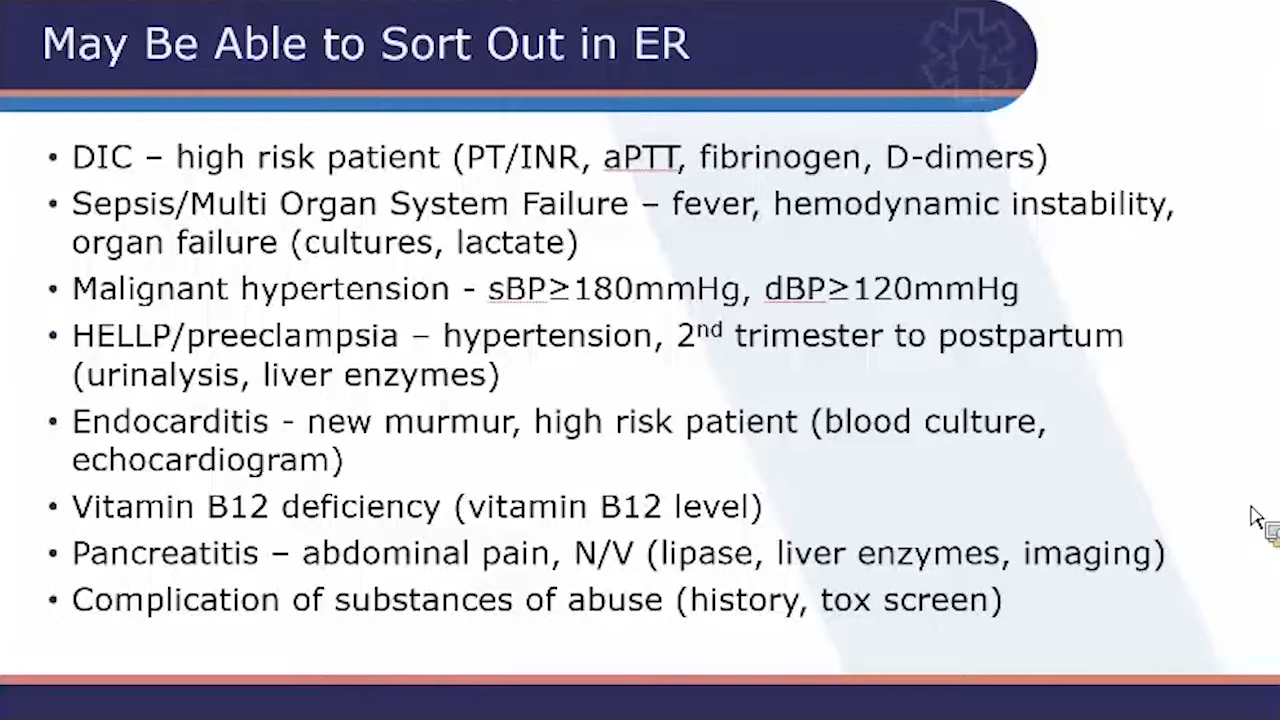 May Be Able to Sort Out in ER
• DIC – high risk patient (PT/INR, aPTT, fibrinogen, D-dimers)
• Sepsis/Multi Organ System Failure – fever, hemodynamic instability,
organ failure (cultures, lactate)
• Malignant hypertension - sBP≥180mmHg, dBP≥120mmHg
• HELLP/preeclampsia – hypertension, 2nd trimester to postpartum
(urinalysis, liver enzymes)
• Endocarditis - new murmur, high risk patient (blood culture,
echocardiogram)
• Vitamin B12 deficiency (vitamin B12 level)
• Pancreatitis – abdominal pain, N/V (lipase, liver enzymes, imaging)
• Complication of substances of abuse (history, tox screen)